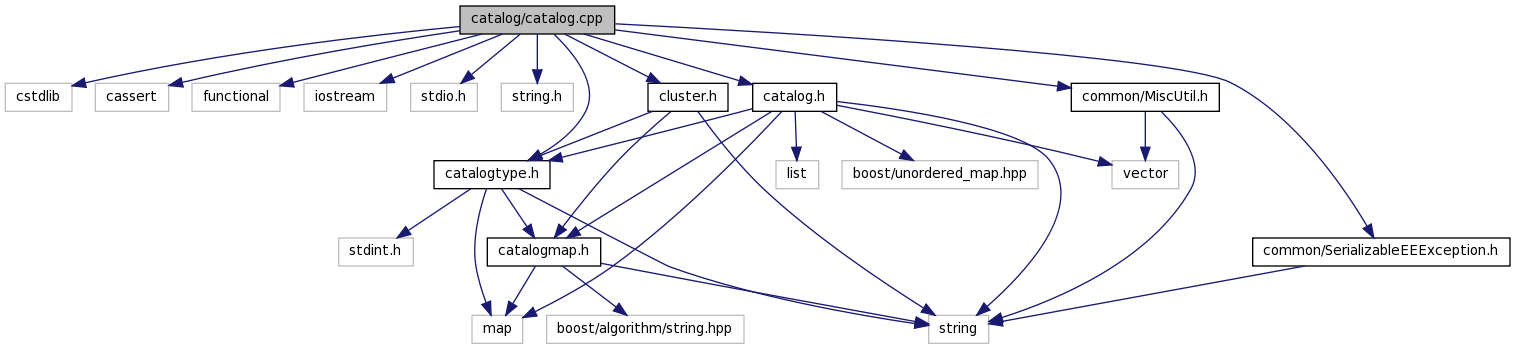 catalog/catalog.cpp
cstdlib
cassert
functional
iostream
stdio.h
string.h
cluster.h
catalog.h
common/MiscUtil.h
catalogtype.h
list
boost/unordered_map.hpp
vector
stdint.h
catalogmap.h
common/SerializableEEException.h
map
boost/algorithm/string.hpp
string